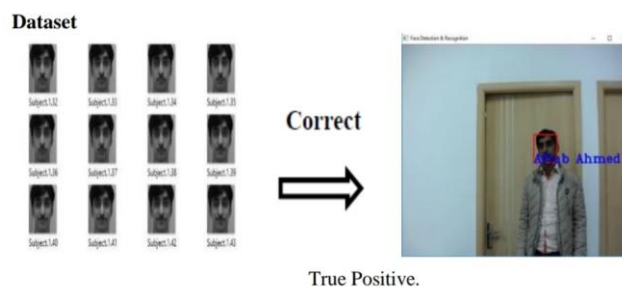 Dataset
Face Detection & Recognition
Subject.1.32 Subject.1.33 Subject.1.34 Subject.1.35
Correct
Ahmed
Subject.1.36 Subject.1.37 Subject.1.38 Subject.1.39
Subject.1.40 Subject.1.41 Subject.1.42 Subject.1.43
True Positive.